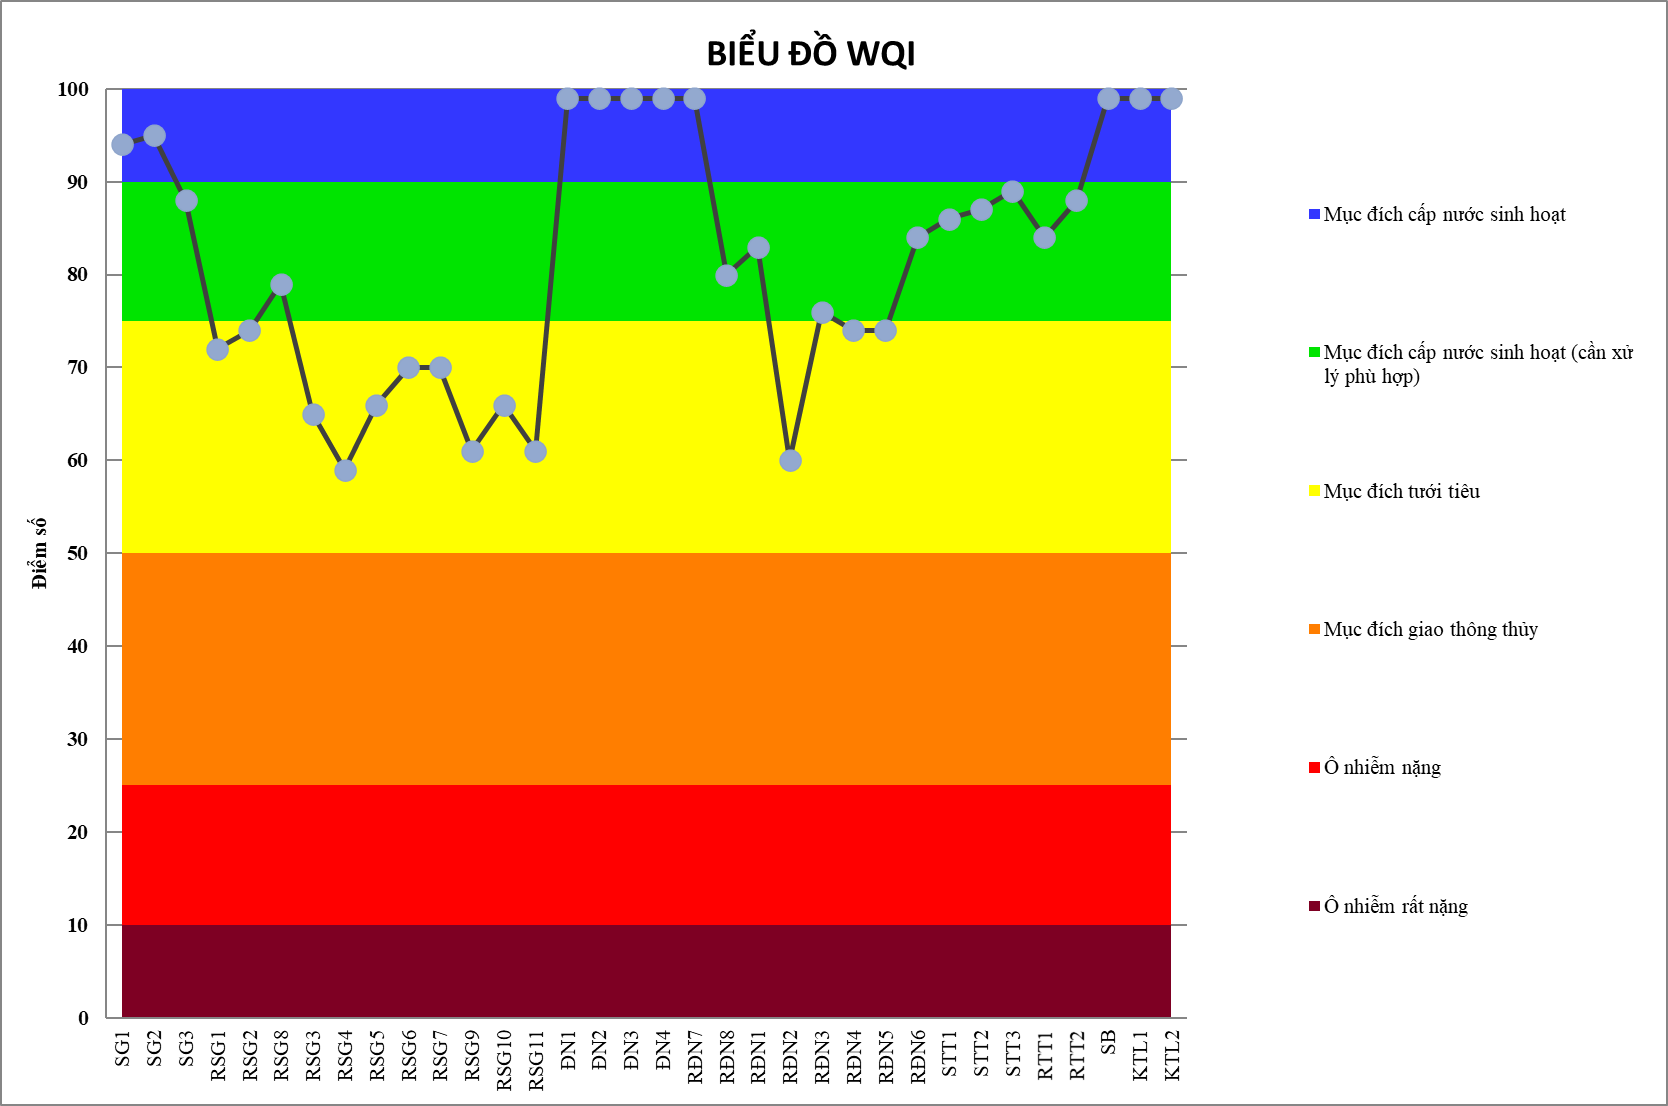 BIỂU ĐỒ WQI
Điểm số
100
90
80
70
60
50
40
30
20
10
0
SG1
SG2
SG3
RSG1
RSG2
RSG8
RSG3
RSG4
RSG5
RSG6
RSG7
RSG9
RSG10
RSG11
ĐN1
ĐN2
ĐN3
ĐN4
RĐN7
RĐN8
RĐN1
RĐN2
RĐN3
RĐN4
RĐN5
RĐN6
STT1
STT2
STT3
RTT1
RTT2
SB
KTL1
KTL2
Mục đích cấp nước sinh hoạt
Mục đích cấp nước sinh hoạt (cần xử
lý phù hợp)
Mục đích tưới tiêu
Mục đích giao thông thủy
Ô nhiễm nặng
Ô nhiễm rất nặng